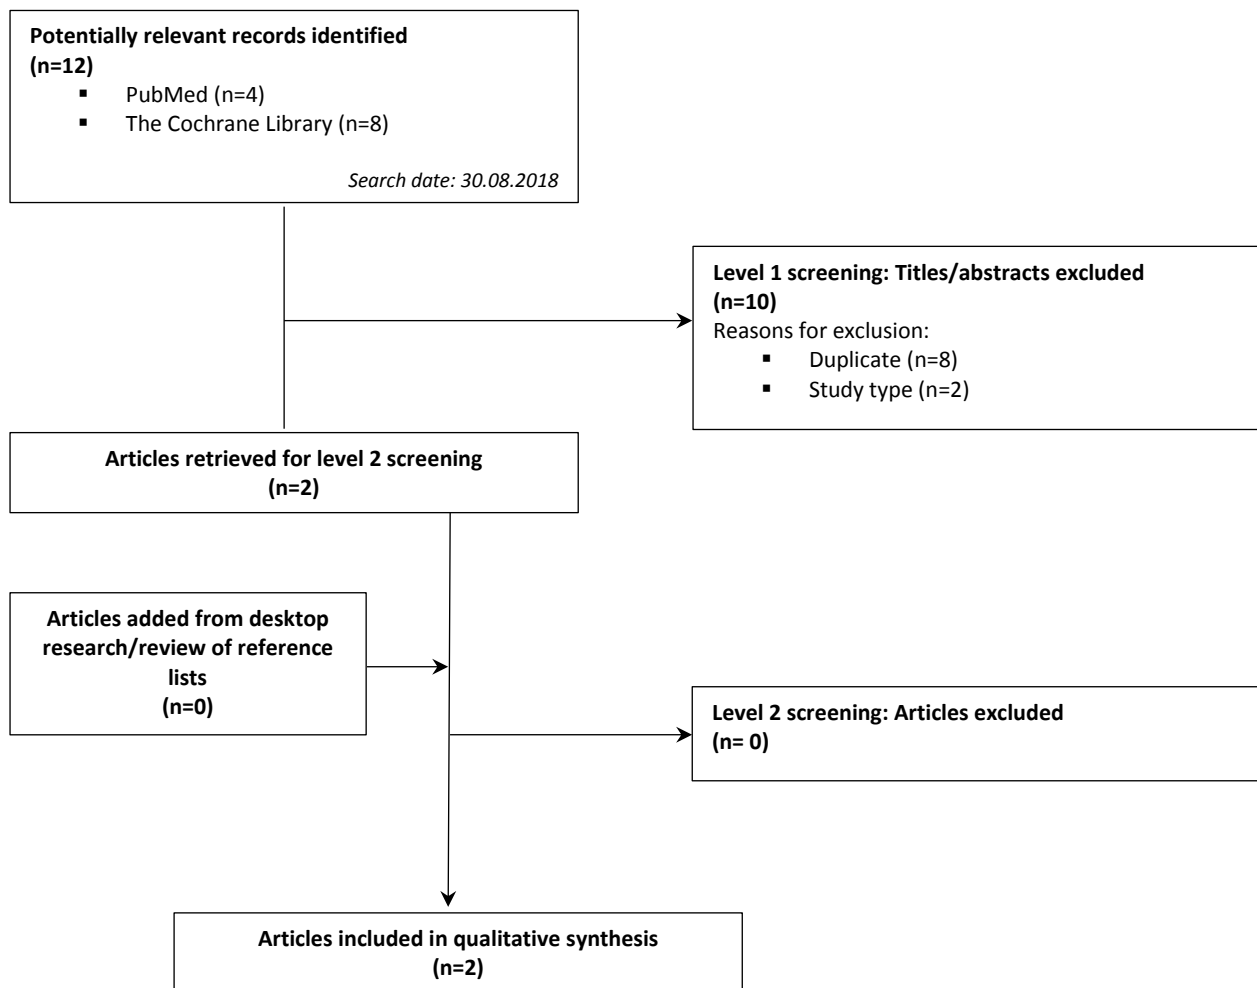 Potentially relevant records identified
(n=12)
▪ PubMed (n=4)
▪ The Cochrane Library (n=8)
Search date: 30.08.2018
Level 1 screening: Titles/abstracts excluded
(n=10)
Reasons for exclusion:
▪ Duplicate (n=8)
▪ Study type (n=2)
Articles retrieved for level 2 screening
(n=2)
Articles added from desktop
research/review of reference
lists
(n=0)
Level 2 screening: Articles excluded
(n= 0)
Articles included in qualitative synthesis
(n=2)